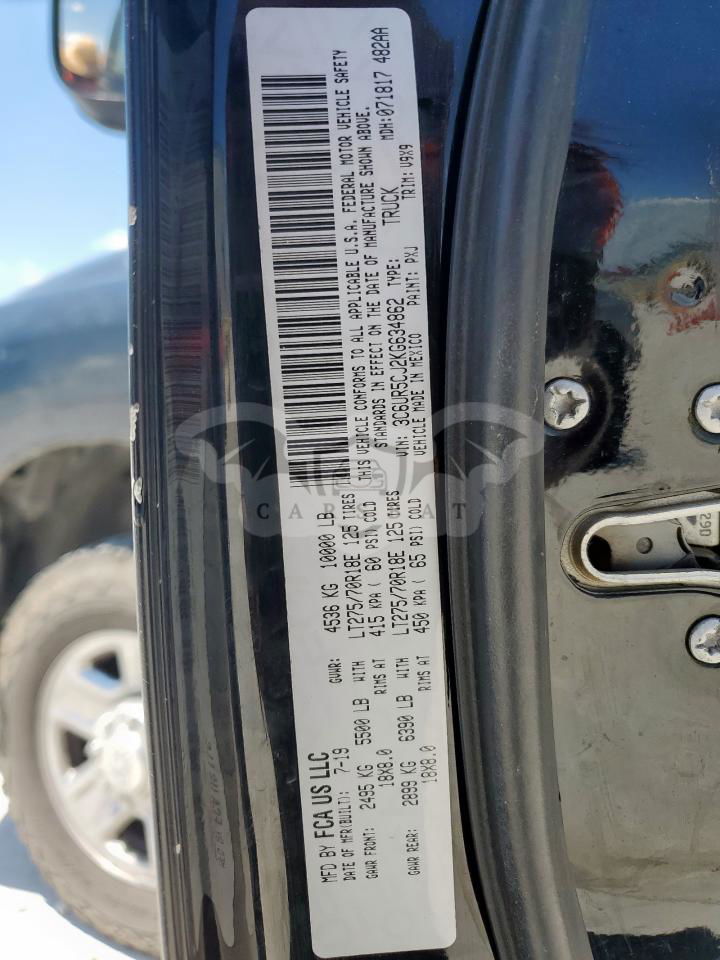 MFD BY FCA US LLC
DATE OF MFR(BUILT): 7-19 GVWR: 4536 KG 10000 LB
GAWR FRONT: 2495 KG 5500 LB WITH LT275/70R18E 125 TIRES
18X8.0 RIMS AT 415 KPA ( 60 PSI) COLD
GAWR REAR: 2899 KG 6390 LB WITH LT275/70R18E 125 TIRES
18X8.0 RIMS AT 450 KPA ( 65 PSI) COLD
THIS VEHICLE CONFORMS TO ALL APPLICABLE U.S.A. FEDERAL MOTOR VEHICLE SAFETY
STANDARDS IN EFFECT ON THE DATE OF MANUFACTURE SHOWN ABOVE.
VIN: 3C6UR5CJ2KG634862 TYPE: TRUCK MDH:071817 482AA
VEHICLE MADE IN MEXICO PAINT: PXJ TRIM: V9X9
290